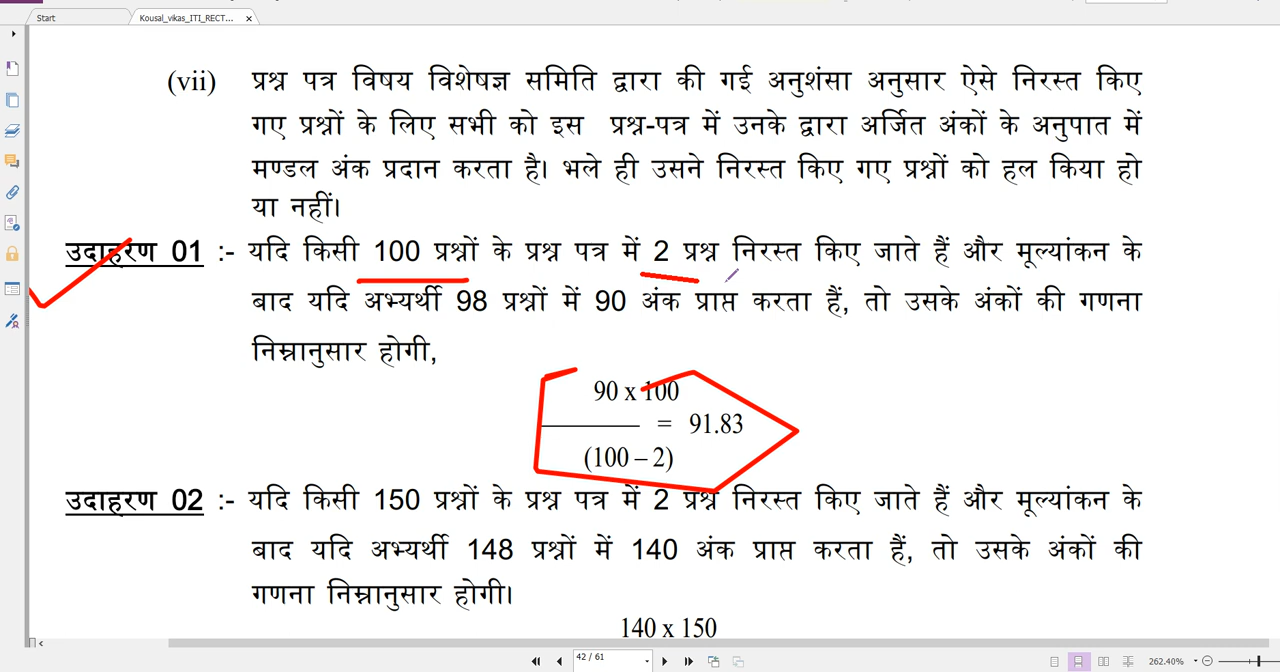 Start
Kousal_vikas_ITI_RECT... ×
(vii) प्रश्न पत्र विषय विशेषज्ञ समिति द्वारा की गई अनुशंसा अनुसार ऐसे निरस्त किए
गए प्रश्नों के लिए सभी को इस प्रश्न-पत्र में उनके द्वारा अर्जित अंकों के अनुपात में
मण्डल अंक प्रदान करता है। भले ही उसने निरस्त किए गए प्रश्नों को हल किया हो
या नहीं।
उदाहरण 01 :- यदि किसी 100 प्रश्नों के प्रश्न पत्र में 2 प्रश्न निरस्त किए जाते हैं और मूल्यांकन के
बाद यदि अभ्यर्थी 98 प्रश्नों में 90 अंक प्राप्त करता हैं, तो उसके अंकों की गणना
निम्नानुसार होगी,
90 x 100
= 91.83
(100 – 2)
उदाहरण 02 :- यदि किसी 150 प्रश्नों के प्रश्न पत्र में 2 प्रश्न निरस्त किए जाते हैं और मूल्यांकन के
बाद यदि अभ्यर्थी 148 प्रश्नों में 140 अंक प्राप्त करता हैं, तो उसके अंकों की
गणना निम्नानुसार होगी।
140 x 150
42 / 61
262.40%